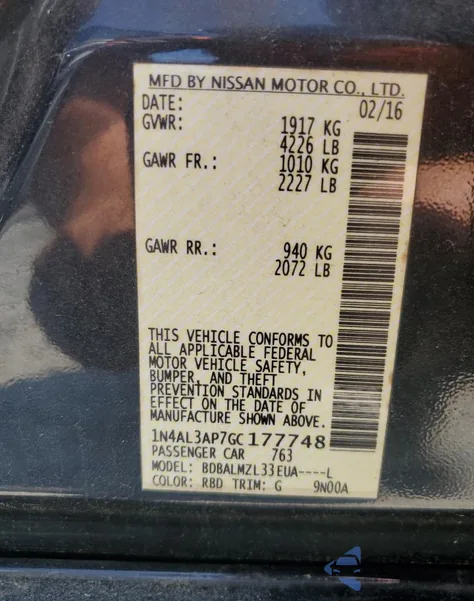 MFD BY NISSAN MOTOR CO., LTD.
DATE: 02/16
GVWR: 1917 KG
4226 LB
GAWR FR.: 1010 KG
2227 LB
GAWR RR.: 940 KG
2072 LB
THIS VEHICLE CONFORMS TO
ALL APPLICABLE FEDERAL
MOTOR VEHICLE SAFETY,
BUMPER, AND THEFT
PREVENTION STANDARDS IN
EFFECT ON THE DATE OF
MANUFACTURE SHOWN ABOVE.
1N4AL3AP7GC177748
PASSENGER CAR 763
MODEL: BDBALMZL33EUA----L
COLOR: RBD TRIM: G 9N00A